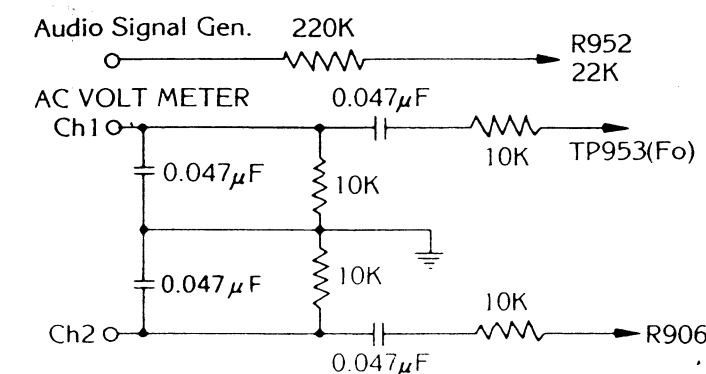 Audio Signal Gen.
220K
R952
22K
AC VOLT METER
0.047μF
Ch1
10K
TP953(Fo)
0.047μF
10K
0.047μF
10K
10K
Ch2
R906
0.047μF